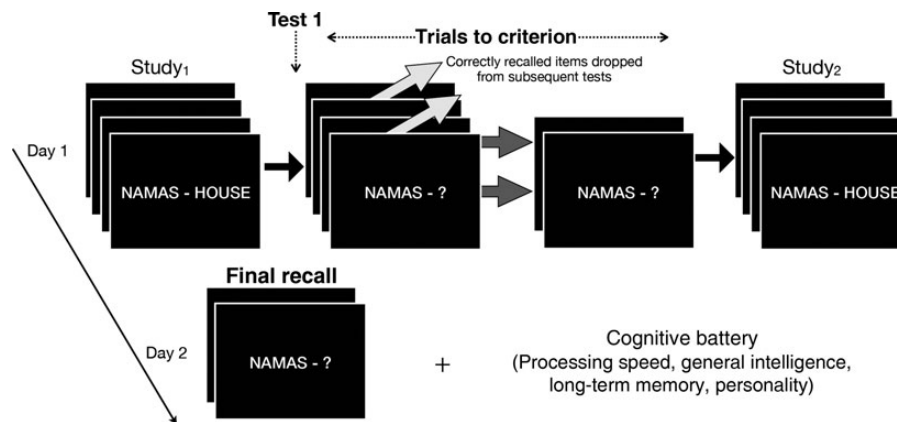 Test 1
Trials to criterion
Correctly recalled items dropped
from subsequent tests
Study1
Study2
Day 1
NAMAS - HOUSE
NAMAS - ?
NAMAS - ?
NAMAS - HOUSE
Final recall
Day 2
NAMAS - ?
+
Cognitive battery
(Processing speed, general intelligence,
long-term memory, personality)